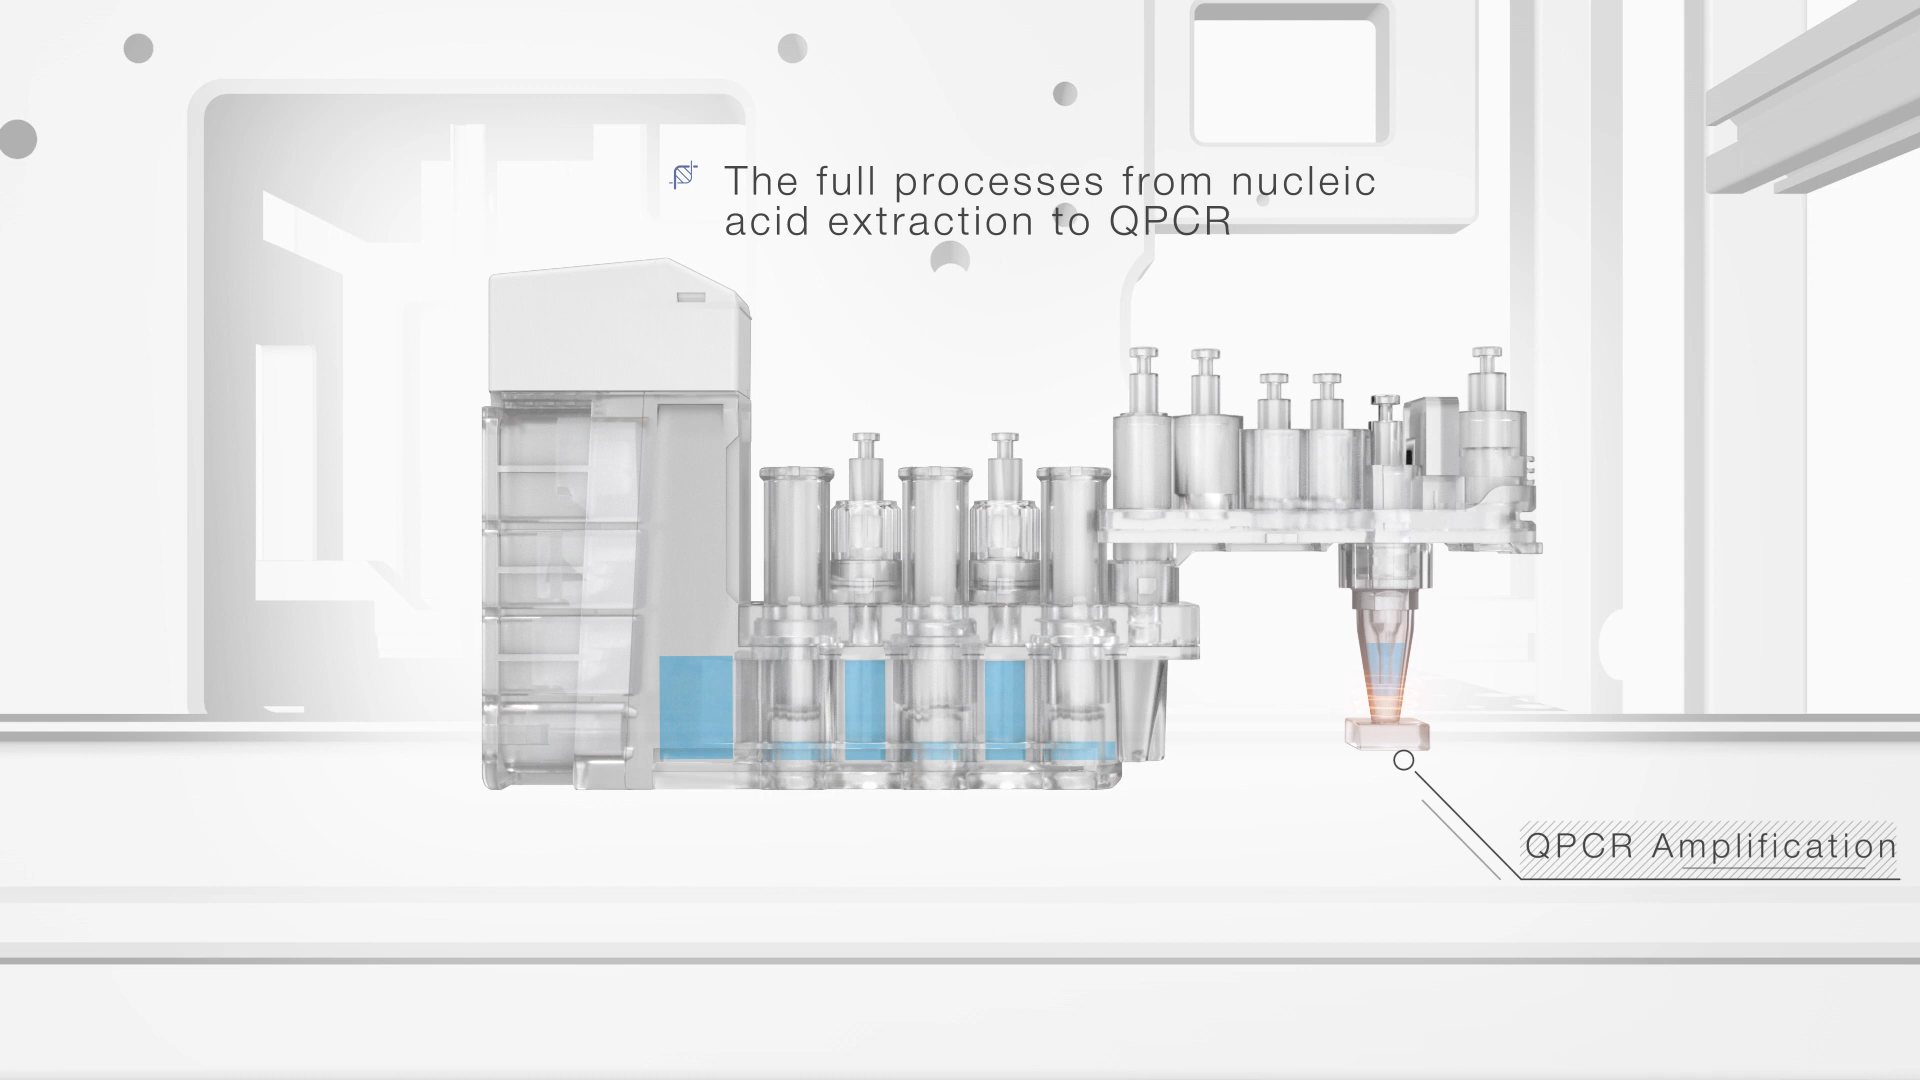 The full processes from nucleic
acid extraction to QPCR
QPCR Amplification